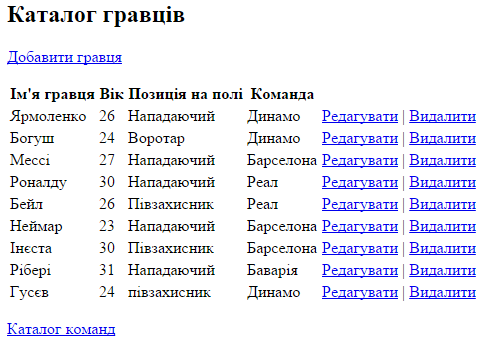 Каталог гравців
Добавити гравця
Ім'я гравця Вік Позиція на полі Команда
Ярмоленко 26 Нападаючий Динамо Редагувати | Видалити
Богуш 24 Воротар Динамо Редагувати | Видалити
Мессі 27 Нападаючий Барселона Редагувати | Видалити
Роналду 30 Нападаючий Реал Редагувати | Видалити
Бейл 26 Півзахисник Реал Редагувати | Видалити
Неймар 23 Нападаючий Барселона Редагувати | Видалити
Інєста 30 Півзахисник Барселона Редагувати | Видалити
Рібері 31 Нападаючий Баварія Редагувати | Видалити
Гусєв 24 півзахисник Динамо Редагувати | Видалити
Каталог команд